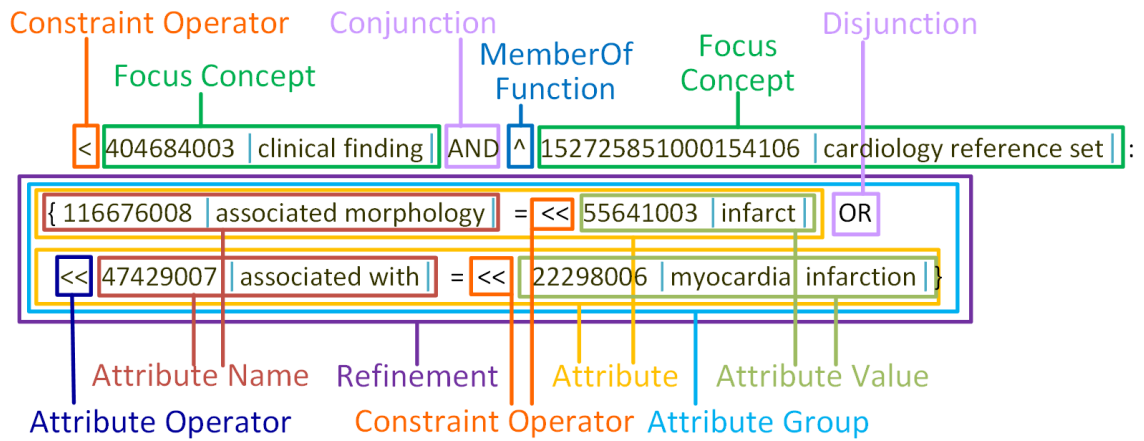 Constraint Operator
Conjunction
Disjunction
MemberOf
Function
Focus
Concept
Focus Concept
< 404684003 |clinical finding| AND ^ 152725851000154106 |cardiology reference set| :
{ 116676008 |associated morphology| = << 55641003 |infarct| OR
<< 47429007 |associated with| = << 22298006 |myocardia infarction| }
Attribute Name
Refinement
Attribute
Attribute Value
Attribute Operator
Constraint Operator
Attribute Group